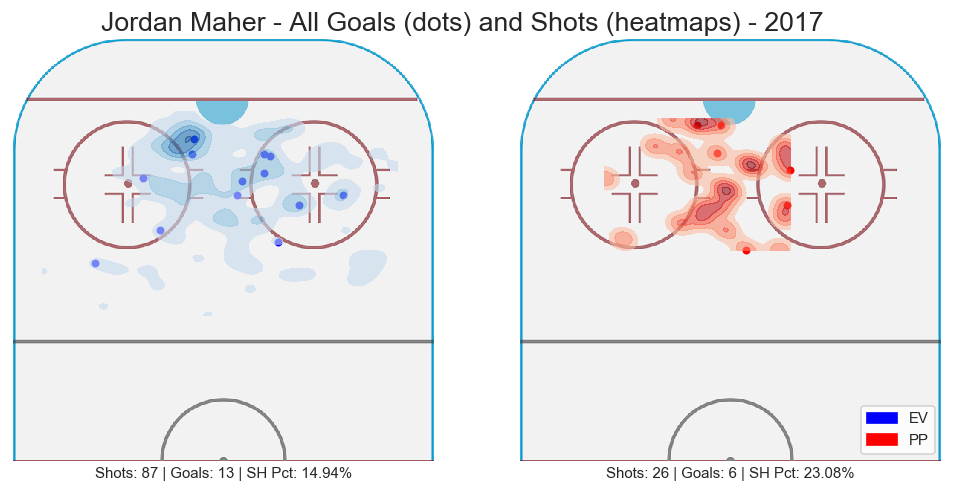 Jordan Maher - All Goals (dots) and Shots (heatmaps) - 2017
EV
PP
Shots: 87 | Goals: 13 | SH Pct: 14.94%
Shots: 26 | Goals: 6 | SH Pct: 23.08%